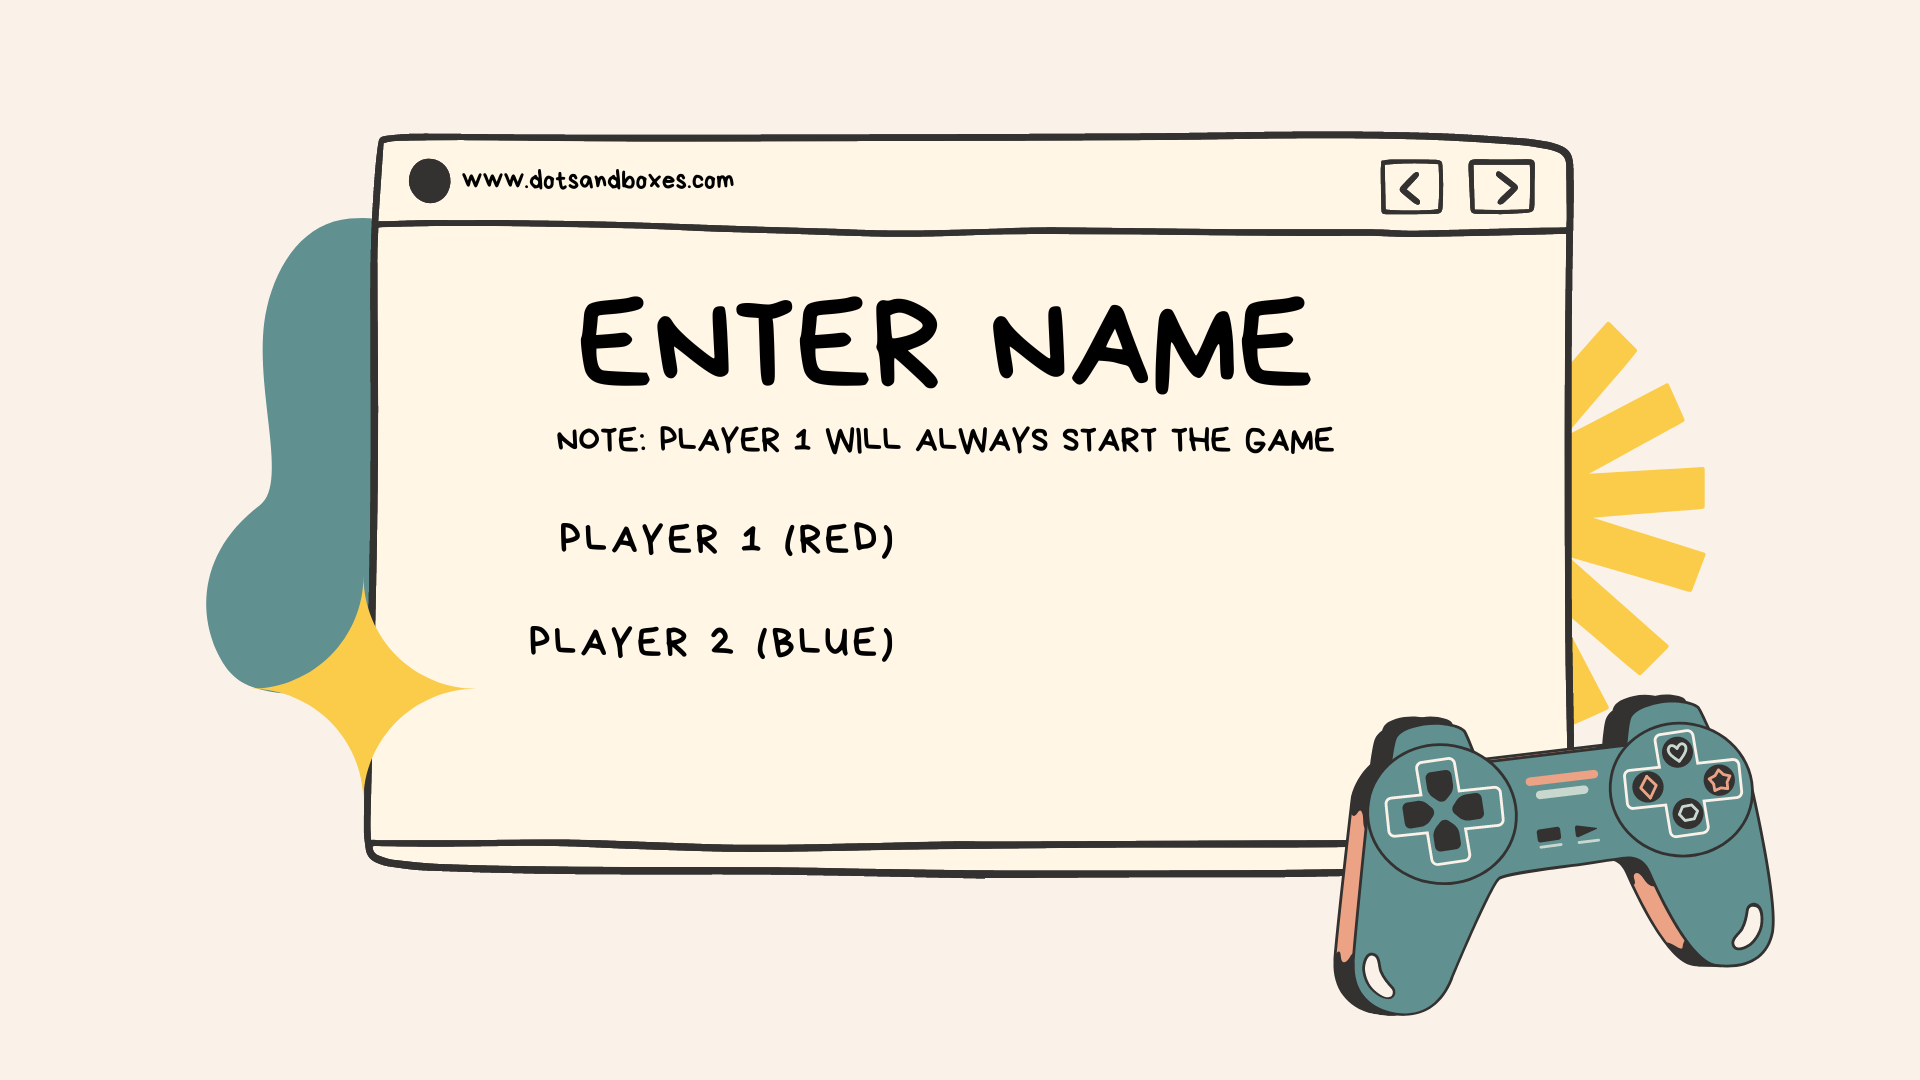 www.dotsandboxes.com
ENTER NAME
NOTE: PLAYER 1 WILL ALWAYS START THE GAME
PLAYER 1 (RED)
PLAYER 2 (BLUE)